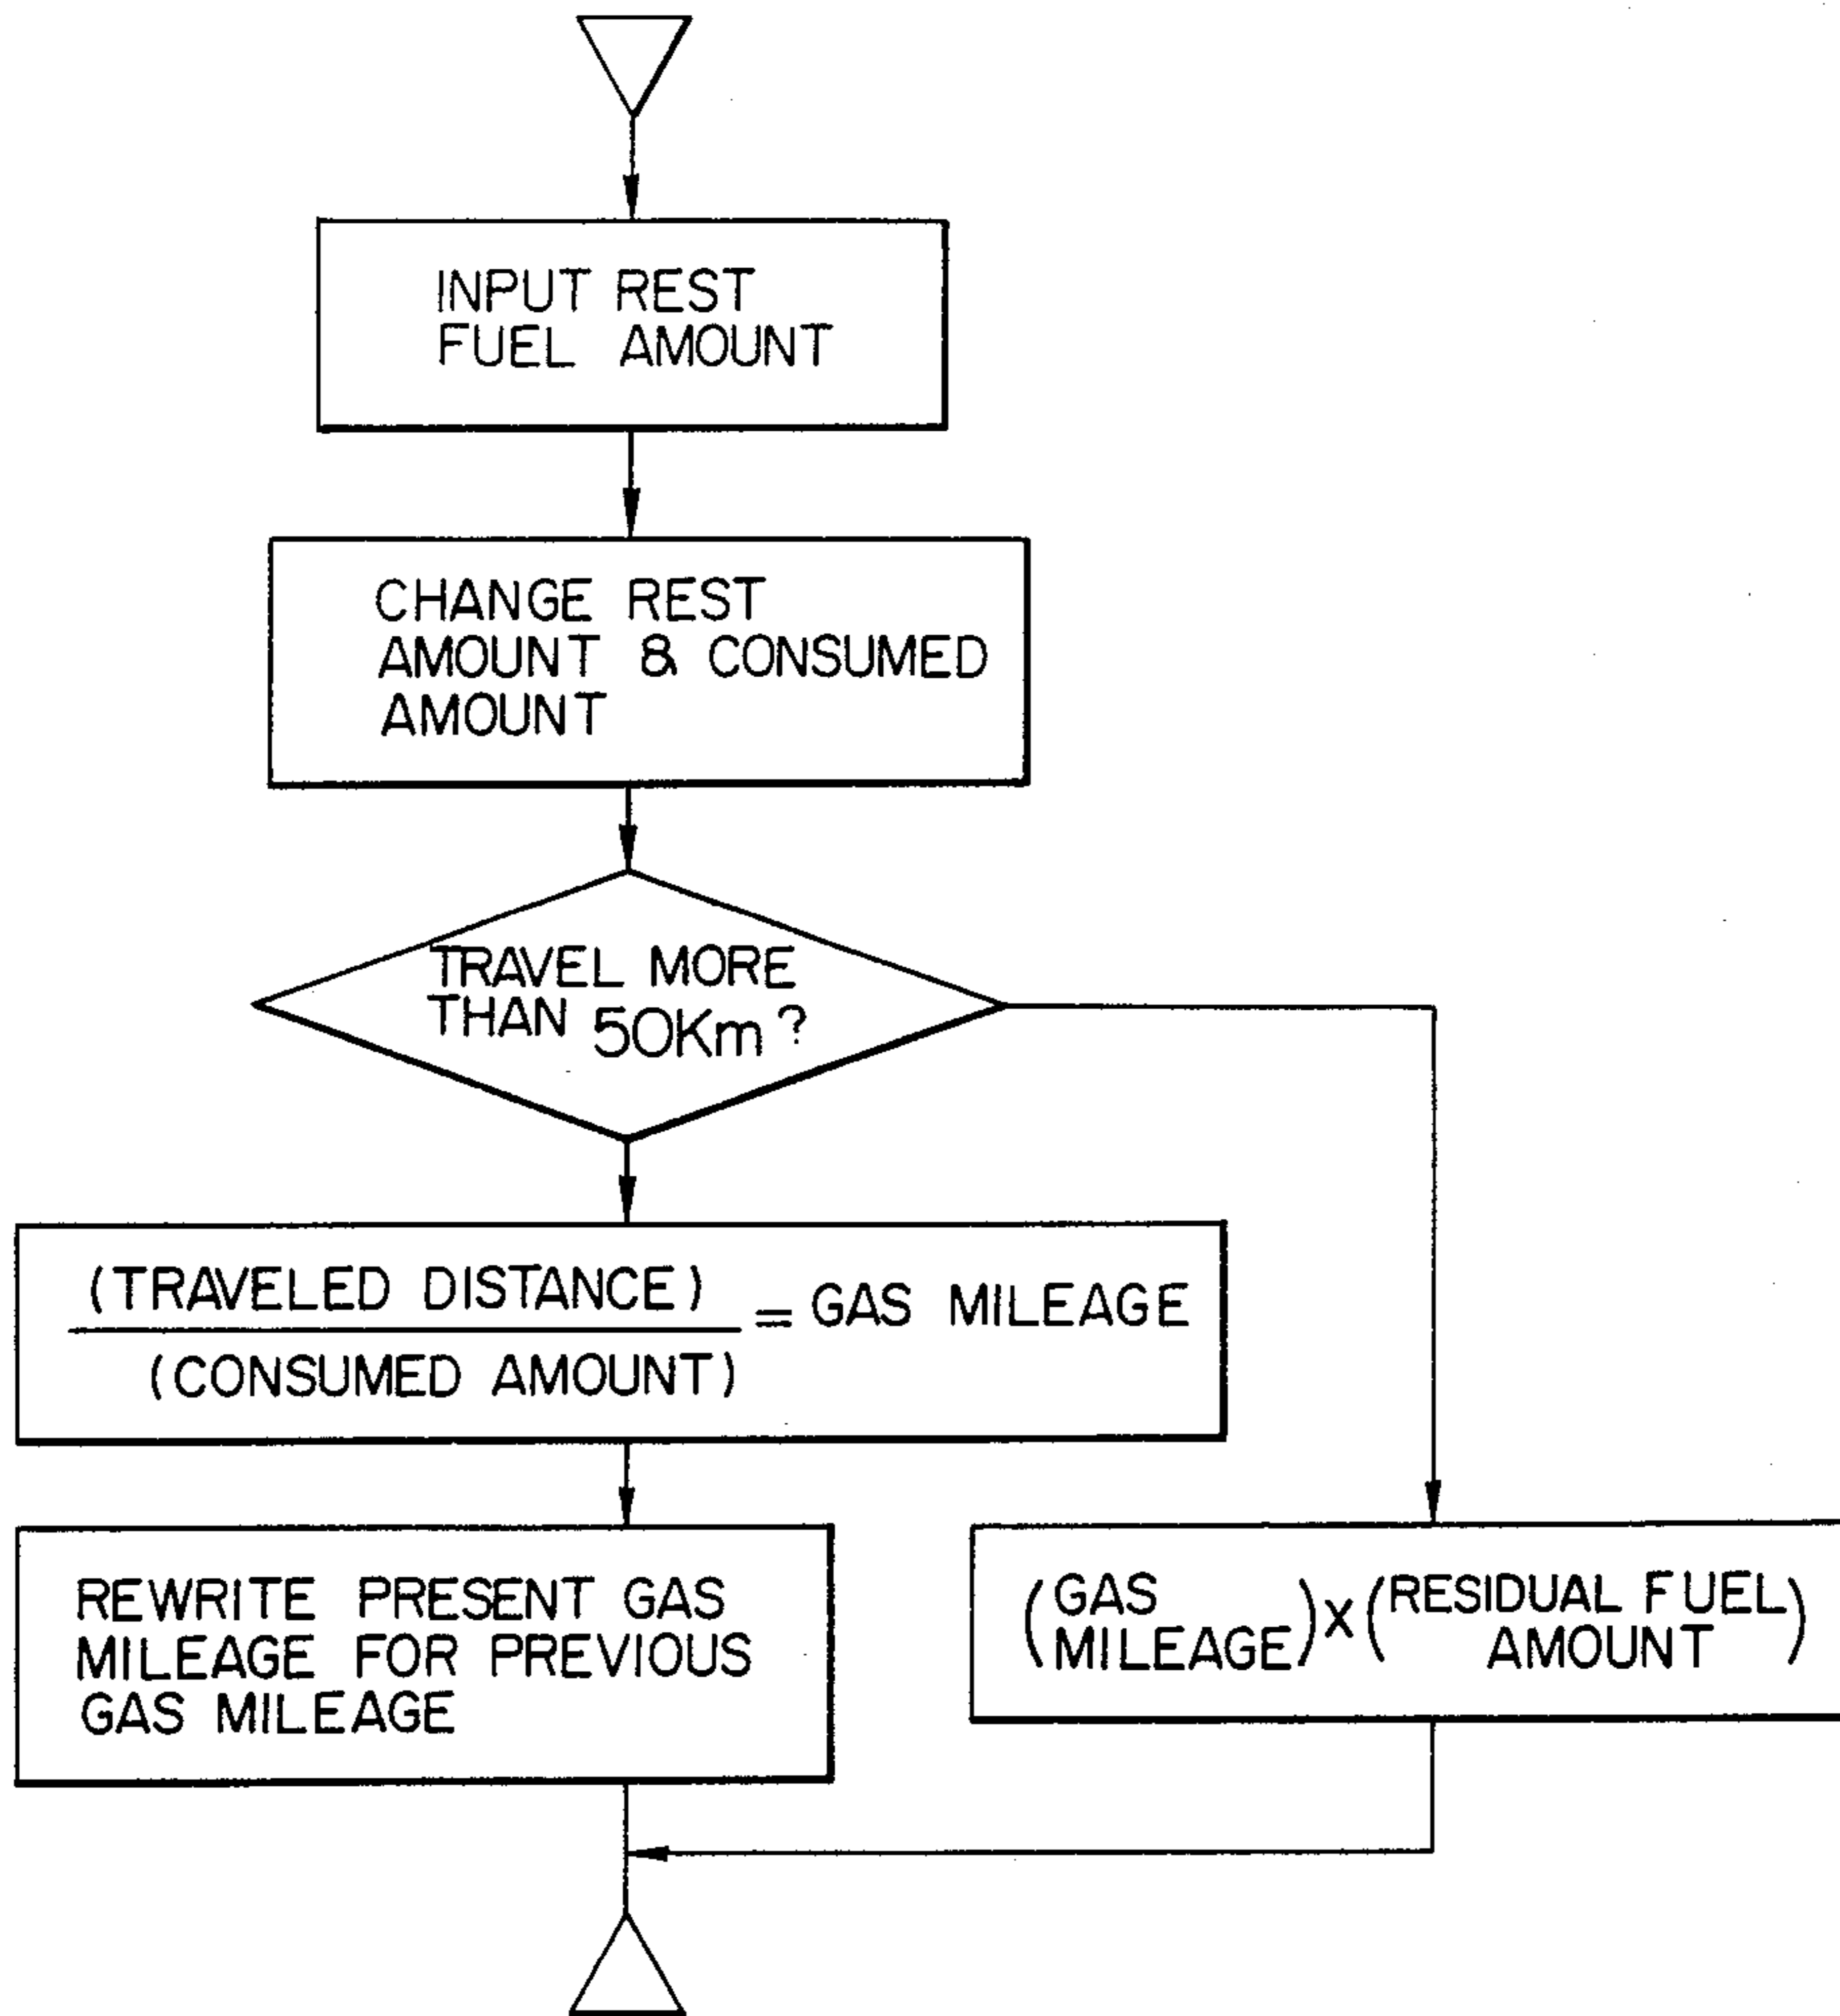 INPUT REST
FUEL AMOUNT
CHANGE REST
AMOUNT & CONSUMED
AMOUNT
TRAVEL MORE
THAN 50Km?
(TRAVELED DISTANCE)
= GAS MILEAGE
(CONSUMED AMOUNT)
REWRITE PRESENT GAS
MILEAGE FOR PREVIOUS
GAS MILEAGE
(GAS
MILEAGE) X (RESIDUAL FUEL
AMOUNT)